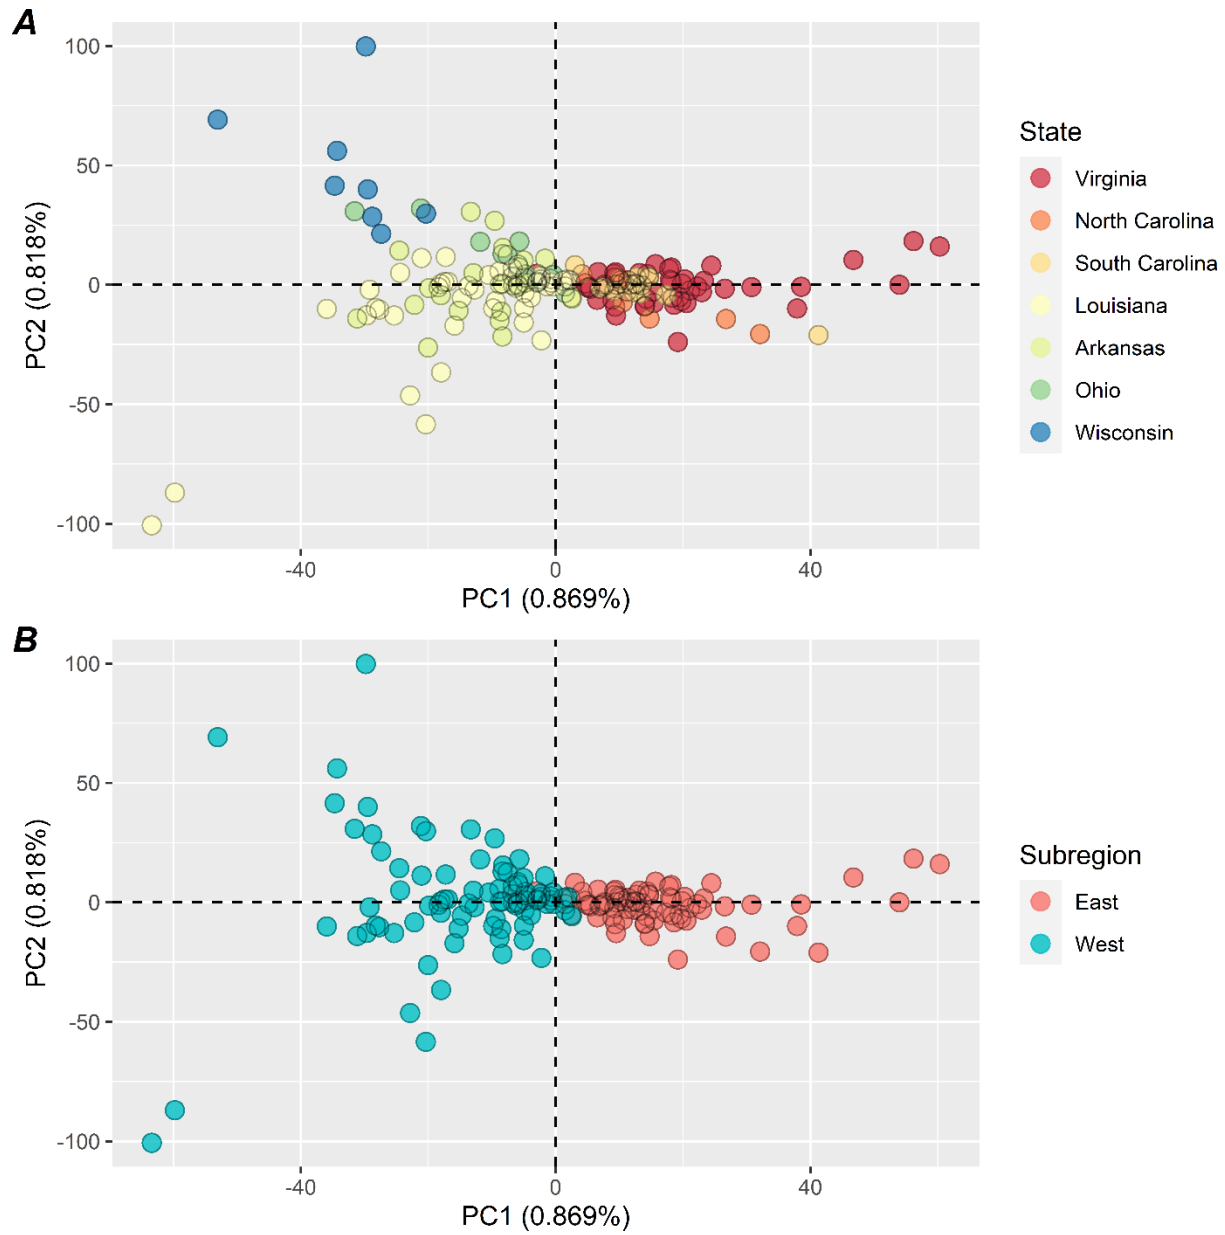 A
100
50
0
-50
-100
PC2 (0.818%)
-40
0
40
PC1 (0.869%)
State
Virginia
North Carolina
South Carolina
Louisiana
Arkansas
Ohio
Wisconsin
B
100
50
0
-50
-100
PC2 (0.818%)
-40
0
40
PC1 (0.869%)
Subregion
East
West